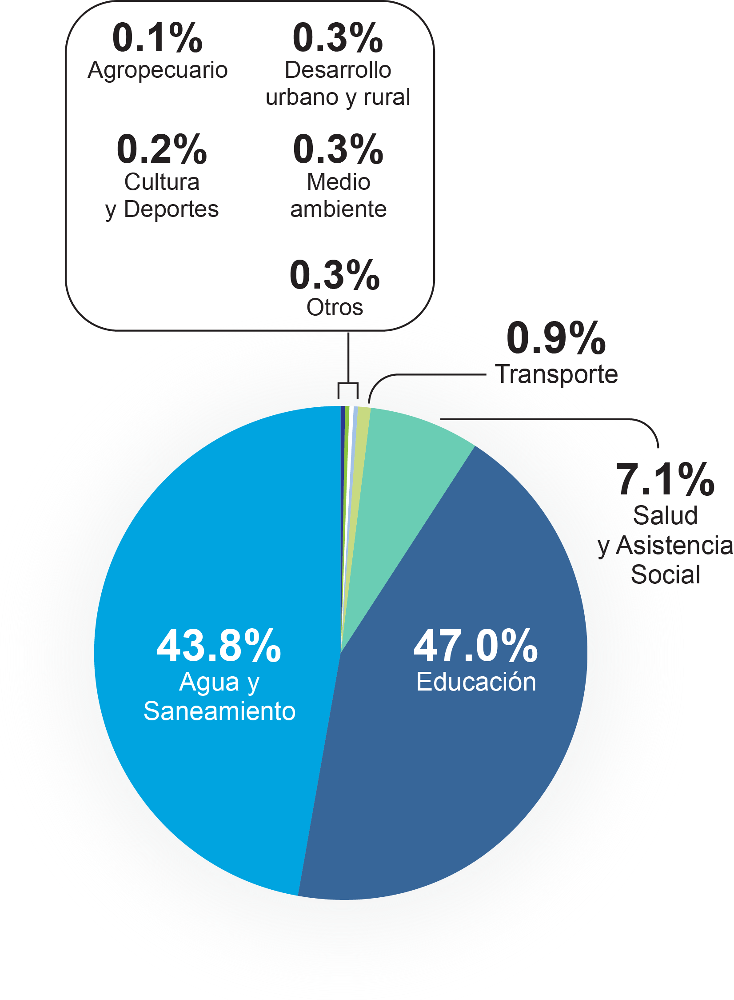 0.1%
Agropecuario
0.3%
Desarrollo
urbano y rural
0.2%
Cultura
y Deportes
0.3%
Medio
ambiente
0.3%
Otros
0.9%
Transporte
7.1%
Salud
y Asistencia
Social
43.8%
Agua y
Saneamiento
47.0%
Educación